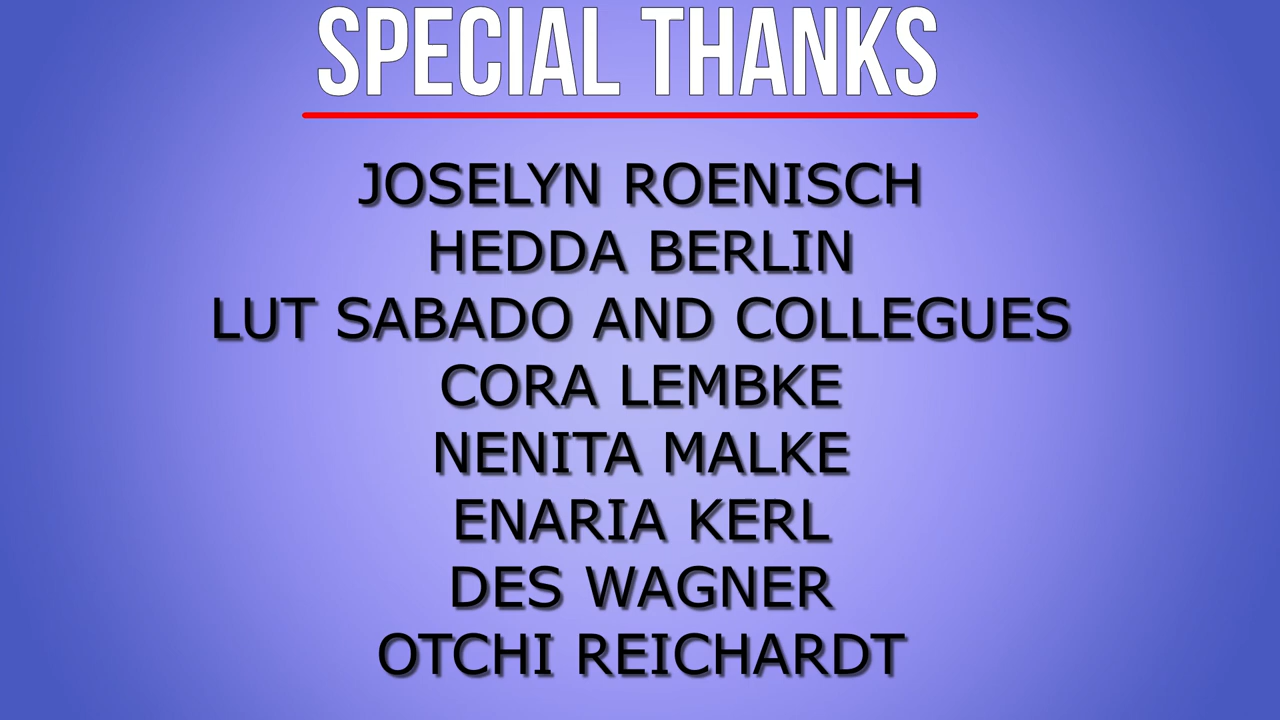 SPECIAL THANKS
JOSELYN ROENISCH
HEDDA BERLIN
LUT SABADO AND COLLEGUES
CORA LEMBKE
NENITA MALKE
ENARIA KERL
DES WAGNER
OTCHI REICHARDT